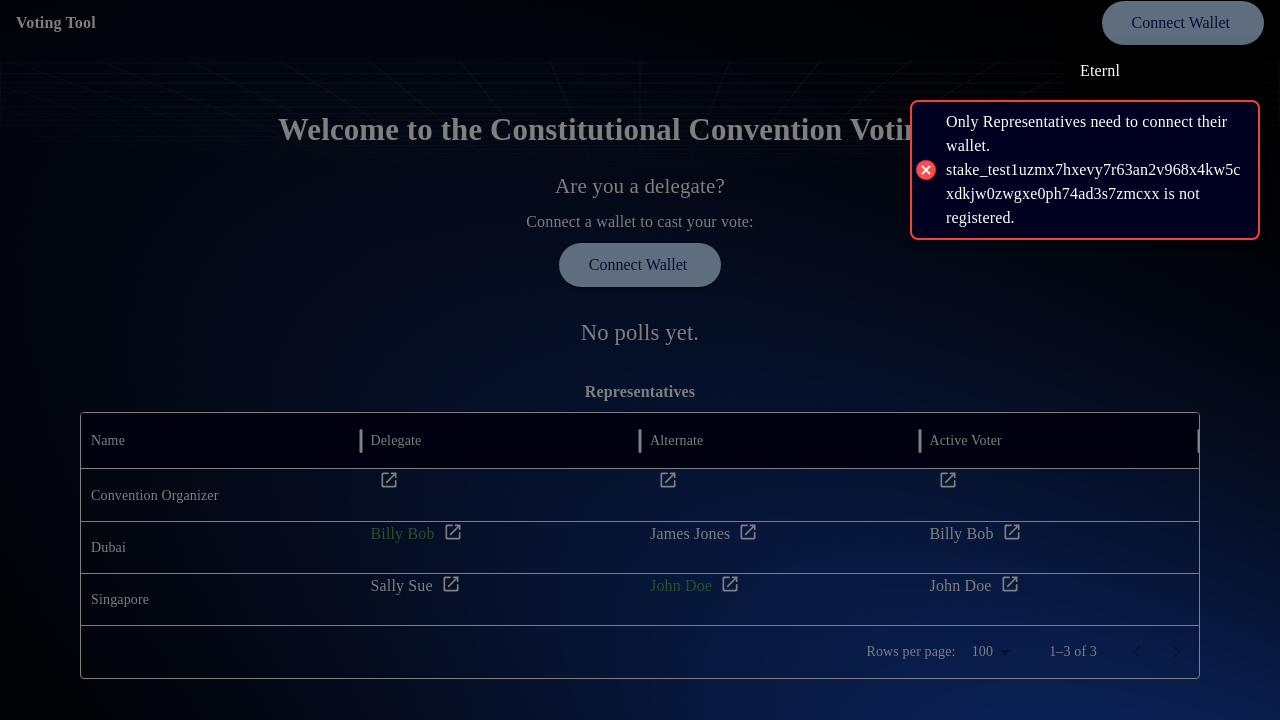 Voting Tool
Connect Wallet
Eternl
Only Representatives need to connect their
wallet.
stake_test1uzmx7hxevy7r63an2v968x4kw5c
xdkjw0zwgxe0ph74ad3s7zmcxx is not
registered.
Welcome to the Constitutional Convention
Are you a delegate?
Connect a wallet to cast your vote:
Connect Wallet
No polls yet.
Representatives
Name Delegate Alternate Active Voter
Convention Organizer
Dubai Billy Bob James Jones Billy Bob
Singapore Sally Sue John Doe John Doe
Rows per page: 100 1–3 of 3